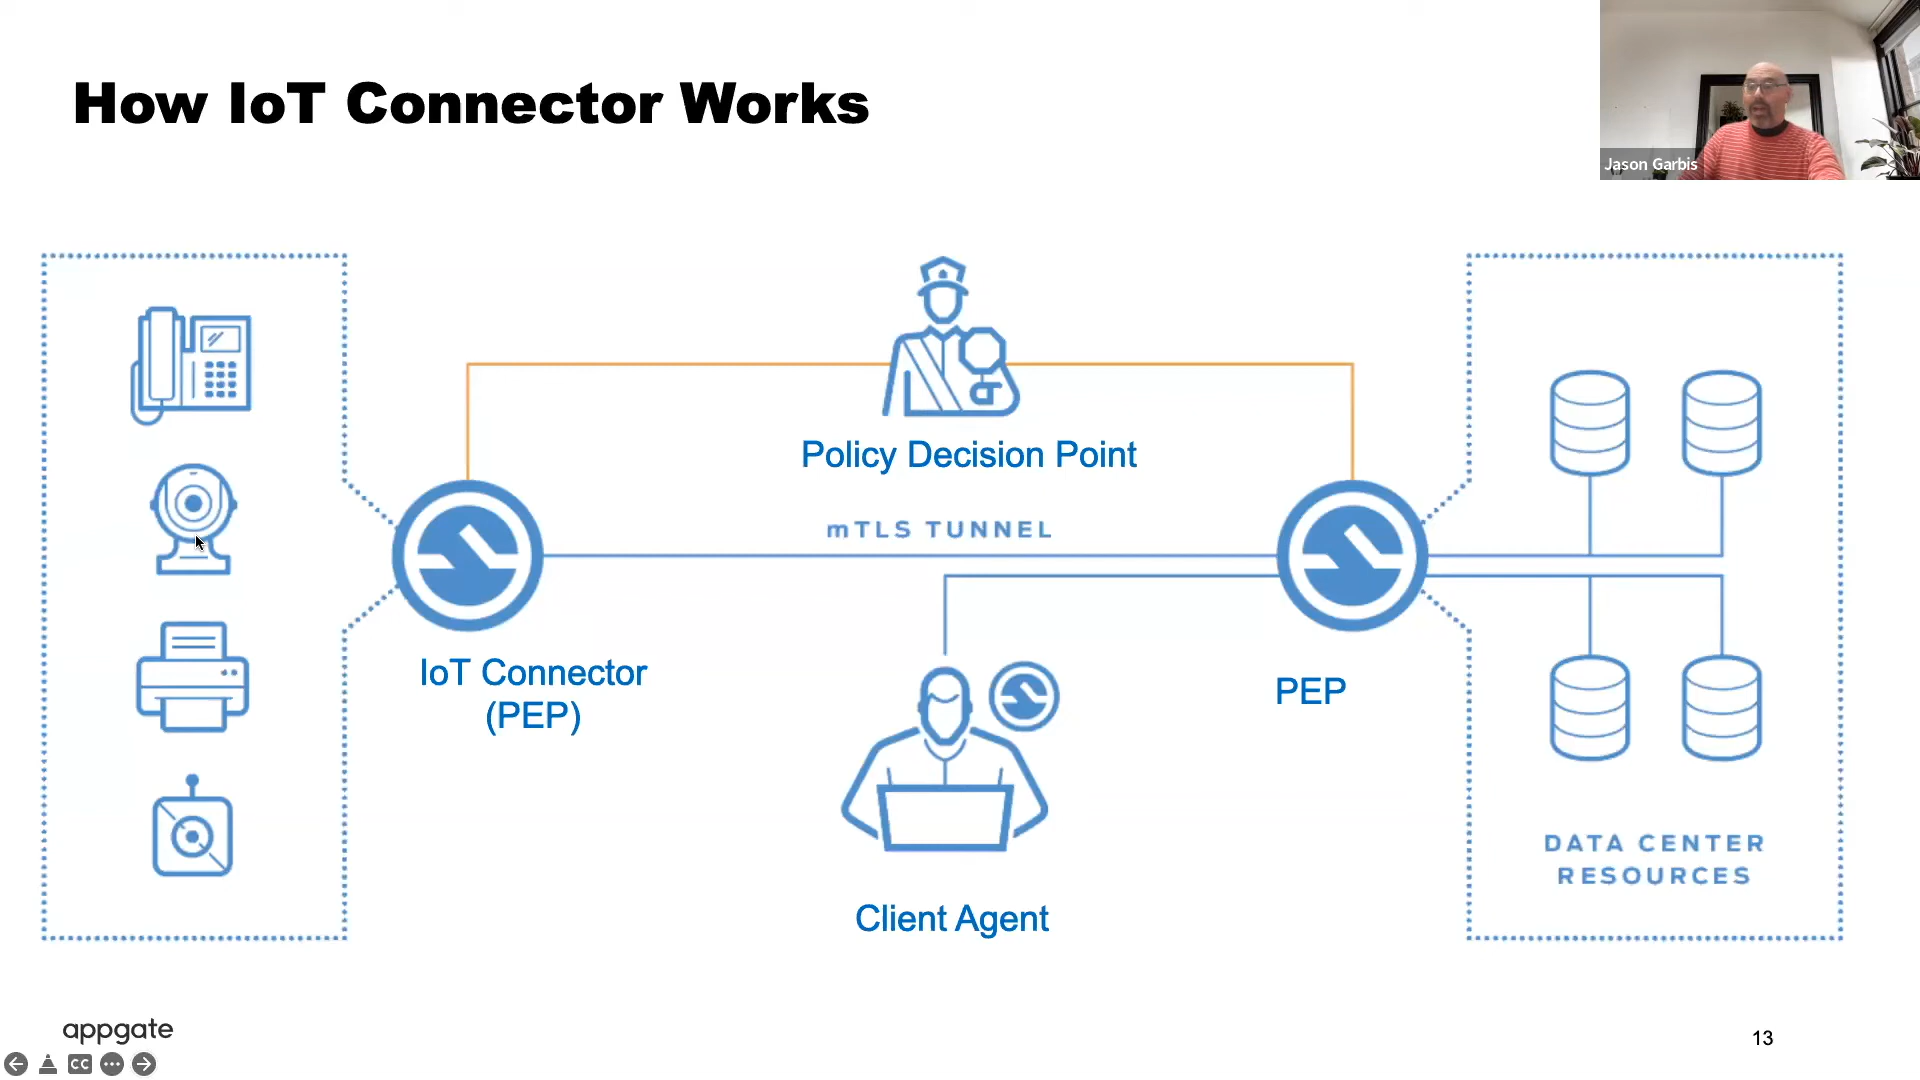 How IoT Connector Works
Jason Garbis
Policy Decision Point
mTLS TUNNEL
IoT Connector
(PEP)
PEP
Client Agent
DATA CENTER
RESOURCES
appgate
CC
13